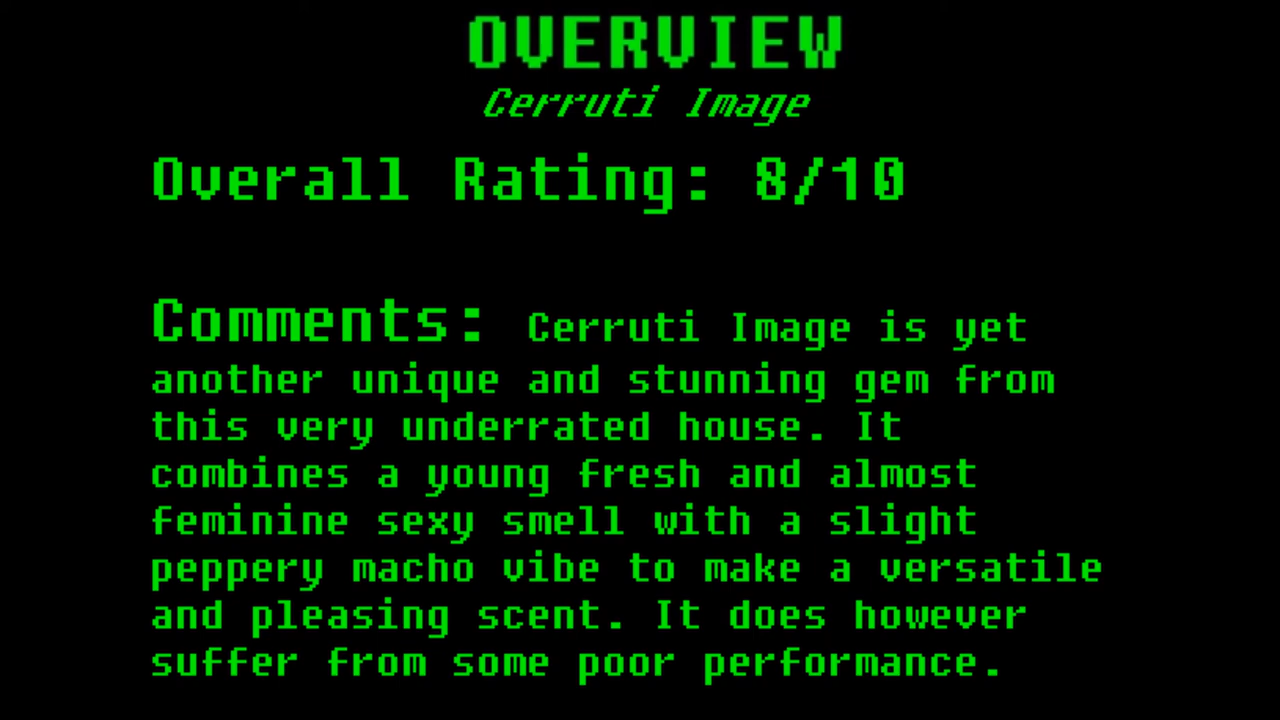 OVERVIEW
Cerruti Image
Overall Rating: 8/10
Comments: Cerruti Image is yet
another unique and stunning gem from
this very underrated house. It
combines a young fresh and almost
feminine sexy smell with a slight
peppery macho vibe to make a versatile
and pleasing scent. It does however
suffer from some poor performance.